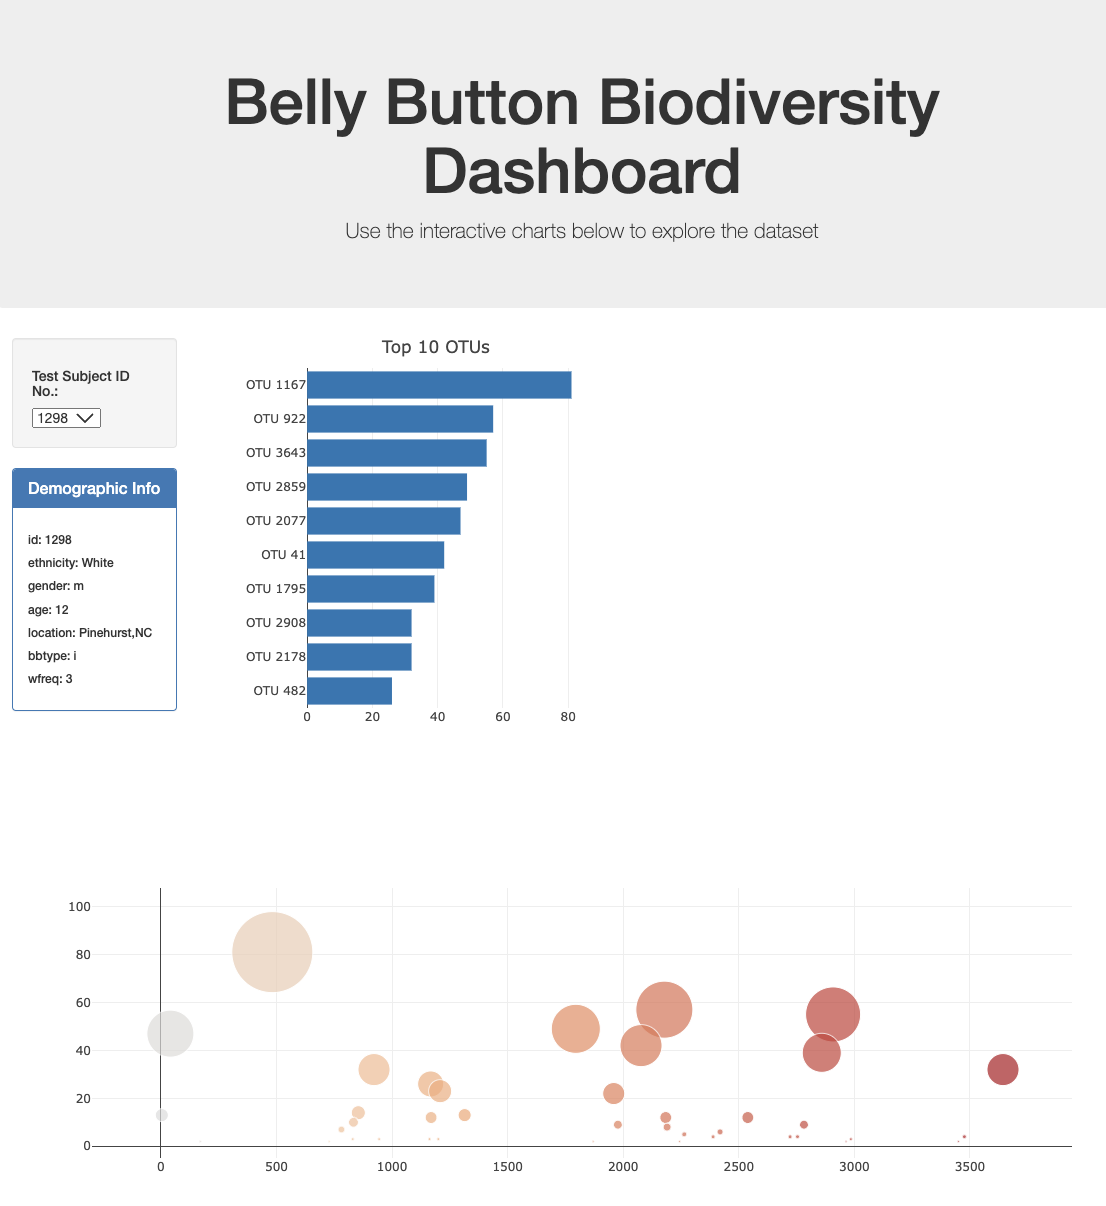 Belly Button Biodiversity
Dashboard
Use the interactive charts below to explore the dataset
Test Subject ID
No.:
1298
Demographic Info
id: 1298
ethnicity: White
gender: m
age: 12
location: Pinehurst,NC
bbtype: i
wfreq: 3
Top 10 OTUs
OTU 1167
OTU 922
OTU 3643
OTU 2859
OTU 2077
OTU 41
OTU 1795
OTU 2908
OTU 2178
OTU 482
0 20 40 60 80
100
80
60
40
20
0
0 500 1000 1500 2000 2500 3000 3500